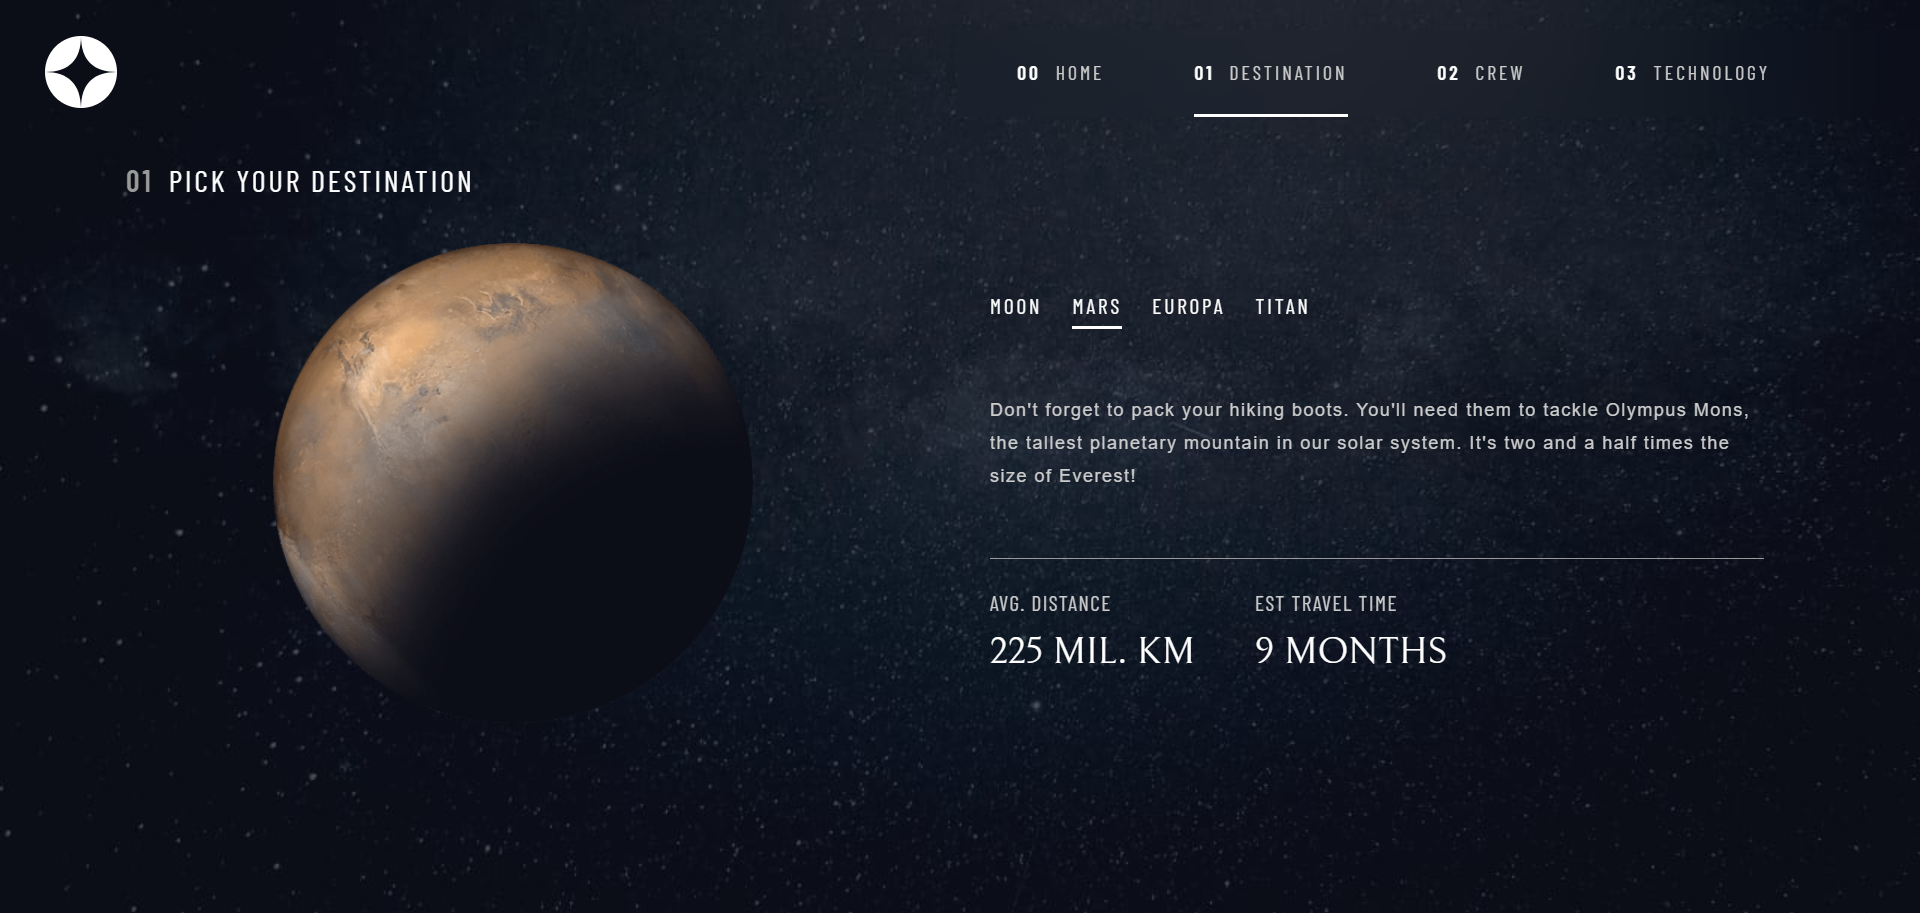 00 HOME 01 DESTINATION 02 CREW 03 TECHNOLOGY
01 PICK YOUR DESTINATION
MOON MARS EUROPA TITAN
Don't forget to pack your hiking boots. You'll need them to tackle Olympus Mons,
the tallest planetary mountain in our solar system. It's two and a half times the
size of Everest!
AVG. DISTANCE EST TRAVEL TIME
225 MIL. KM 9 MONTHS